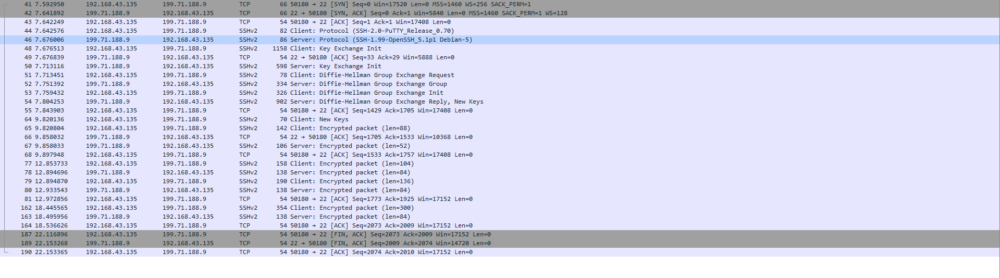 41 7.592950 192.168.43.135 199.71.188.9 TCP 66 50180 → 22 [SYN] Seq=0 Win=17520 Len=0 MSS=1460 WS=256 SACK_PERM=1
42 7.641892 199.71.188.9 192.168.43.135 TCP 66 22 → 50180 [SYN, ACK] Seq=0 Ack=1 Win=5840 Len=0 MSS=1460 SACK_PERM=1 WS=128
43 7.642249 192.168.43.135 199.71.188.9 TCP 54 50180 → 22 [ACK] Seq=1 Ack=1 Win=17408 Len=0
44 7.642576 192.168.43.135 199.71.188.9 SSHv2 82 Client: Protocol (SSH-2.0-PuTTY_Release_0.70)
46 7.676006 199.71.188.9 192.168.43.135 SSHv2 86 Server: Protocol (SSH-1.99-OpenSSH_5.1p1 Debian-5)
48 7.676513 192.168.43.135 199.71.188.9 SSHv2 1158 Client: Key Exchange Init
49 7.676839 199.71.188.9 192.168.43.135 TCP 54 22 → 50180 [ACK] Seq=33 Ack=29 Win=5888 Len=0
50 7.713116 199.71.188.9 192.168.43.135 SSHv2 598 Server: Key Exchange Init
51 7.713451 192.168.43.135 199.71.188.9 SSHv2 78 Client: Diffie-Hellman Group Exchange Request
52 7.751392 199.71.188.9 192.168.43.135 SSHv2 334 Server: Diffie-Hellman Group Exchange Group
53 7.759432 192.168.43.135 199.71.188.9 SSHv2 326 Client: Diffie-Hellman Group Exchange Init
54 7.804253 199.71.188.9 192.168.43.135 SSHv2 902 Server: Diffie-Hellman Group Exchange Reply, New Keys
55 7.843903 192.168.43.135 199.71.188.9 TCP 54 50180 → 22 [ACK] Seq=1429 Ack=1705 Win=17408 Len=0
64 9.820136 192.168.43.135 199.71.188.9 SSHv2 70 Client: New Keys
65 9.820804 192.168.43.135 199.71.188.9 SSHv2 142 Client: Encrypted packet (len=88)
66 9.858032 199.71.188.9 192.168.43.135 TCP 54 22 → 50180 [ACK] Seq=1705 Ack=1533 Win=10368 Len=0
67 9.858033 199.71.188.9 192.168.43.135 SSHv2 106 Server: Encrypted packet (len=52)
68 9.897948 192.168.43.135 199.71.188.9 TCP 54 50180 → 22 [ACK] Seq=1533 Ack=1757 Win=17408 Len=0
77 12.853733 192.168.43.135 199.71.188.9 SSHv2 158 Client: Encrypted packet (len=104)
78 12.894696 199.71.188.9 192.168.43.135 SSHv2 138 Server: Encrypted packet (len=84)
79 12.894870 192.168.43.135 199.71.188.9 SSHv2 190 Client: Encrypted packet (len=136)
80 12.933543 199.71.188.9 192.168.43.135 SSHv2 138 Server: Encrypted packet (len=84)
81 12.972856 192.168.43.135 199.71.188.9 TCP 54 50180 → 22 [ACK] Seq=1773 Ack=1925 Win=17152 Len=0
162 18.445565 192.168.43.135 199.71.188.9 SSHv2 354 Client: Encrypted packet (len=300)
163 18.495956 199.71.188.9 192.168.43.135 SSHv2 138 Server: Encrypted packet (len=84)
164 18.536626 192.168.43.135 199.71.188.9 TCP 54 50180 → 22 [ACK] Seq=2073 Ack=2009 Win=17152 Len=0
187 22.116896 192.168.43.135 199.71.188.9 TCP 54 50180 → 22 [FIN, ACK] Seq=2073 Ack=2009 Win=17152 Len=0
189 22.153268 199.71.188.9 192.168.43.135 TCP 54 22 → 50180 [FIN, ACK] Seq=2009 Ack=2074 Win=14720 Len=0
190 22.153365 192.168.43.135 199.71.188.9 TCP 54 50180 → 22 [ACK] Seq=2074 Ack=2010 Win=17152 Len=0